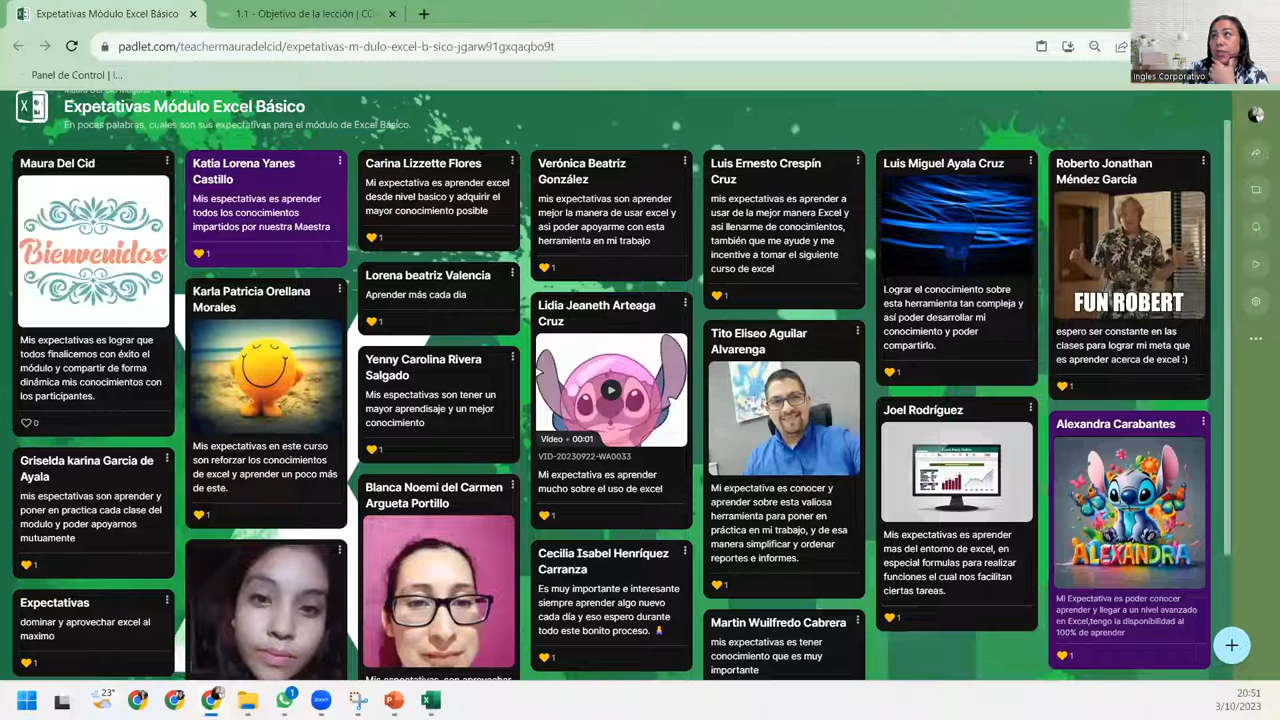 Expetativas Módulo Excel Básico
1.1 - Objetivo de la lección | C
padlet.com/teachermauradelcid/expetativas-m-dulo-excel-b-sico-jgarw91gxqaqbo9t
Panel de Control | I...
Ingles Corporativo
Expetativas Módulo Excel Básico
En pocas palabras, cuales son sus expectativas para el módulo de Excel Básico.
Maura Del Cid
Bienvenidos
Mis expectativas es lograr que
todos finalicemos con éxito el
módulo y compartir de forma
dinámica mis conocimientos con
los participantes.
0
Griselda karina Garcia de
Ayala
mis espectativas son aprender y
poner en practica cada clase del
modulo y poder apoyarnos
mutuamente
1
Expectativas
dominar y aprovechar excel al
maximo
1
Katia Lorena Yanes
Castillo
Mis espectativas es aprender
todos los conocimientos
impartidos por nuestra Maestra
1
Karla Patricia Orellana
Morales
Mis espectativas en este curso
son reforzar los conocimientos
de excel y aprender un poco más
de este.
1
Carina Lizzette Flores
Mi expectativa es aprender excel
desde nivel basico y adquirir el
mayor conocimiento posible
1
Lorena beatriz Valencia
Aprender más cada dia
1
Yenny Carolina Rivera
Salgado
Mis espectativas son tener un
mayor aprendisaje y un mejor
conocimiento
1
Blanca Noemi del Carmen
Argueta Portillo
Mis espectativas, son aprovechar
Verónica Beatriz
González
mis expectativas son aprender
mejor la manera de usar excel y
asi poder apoyarme con esta
herramienta en mi trabajo
1
Lidia Jeaneth Arteaga
Cruz
Vídeo • 00:01
VID-20230922-WA0033
Mi expectativa es aprender
mucho sobre el uso de excel
1
Cecilia Isabel Henríquez
Carranza
Es muy importante e interesante
siempre aprender algo nuevo
cada día y eso espero durante
todo este bonito proceso.
1
Luis Ernesto Crespín
Cruz
mis expectativas es aprender a
usar de la mejor manera Excel y
asi llenarme de conocimientos,
también que me ayude y me
incentive a tomar el siguiente
curso de excel
1
Tito Eliseo Aguilar
Alvarenga
Mi expectativa es conocer y
aprender sobre esta valiosa
herramienta para poner en
práctica en mi trabajo, y de esa
manera simplificar y ordenar
reportes e informes.
1
Martin Wuilfredo Cabrera
mis expectativas es tener
conocimiento que es muy
importante
Luis Miguel Ayala Cruz
Lograr el conocimiento sobre
esta herramienta tan compleja y
así poder desarrollar mi
conocimiento y poder
compartirlo.
1
Joel Rodríguez
Mis expectativas es aprender
mas del entorno de excel, en
especial formulas para realizar
funciones el cual nos facilitan
ciertas tareas.
1
Roberto Jonathan
Méndez García
FUN ROBERT
espero ser constante en las
clases para lograr mi meta que
es aprender acerca de excel :)
1
Alexandra Carabantes
ALEXANDRA
Mi Expectativa es poder conocer
aprender y llegar a un nivel avanzado
en Excel,tengo la disponibilidad al
100% de aprender
1
23°
1
zoom
20:51
3/10/2023